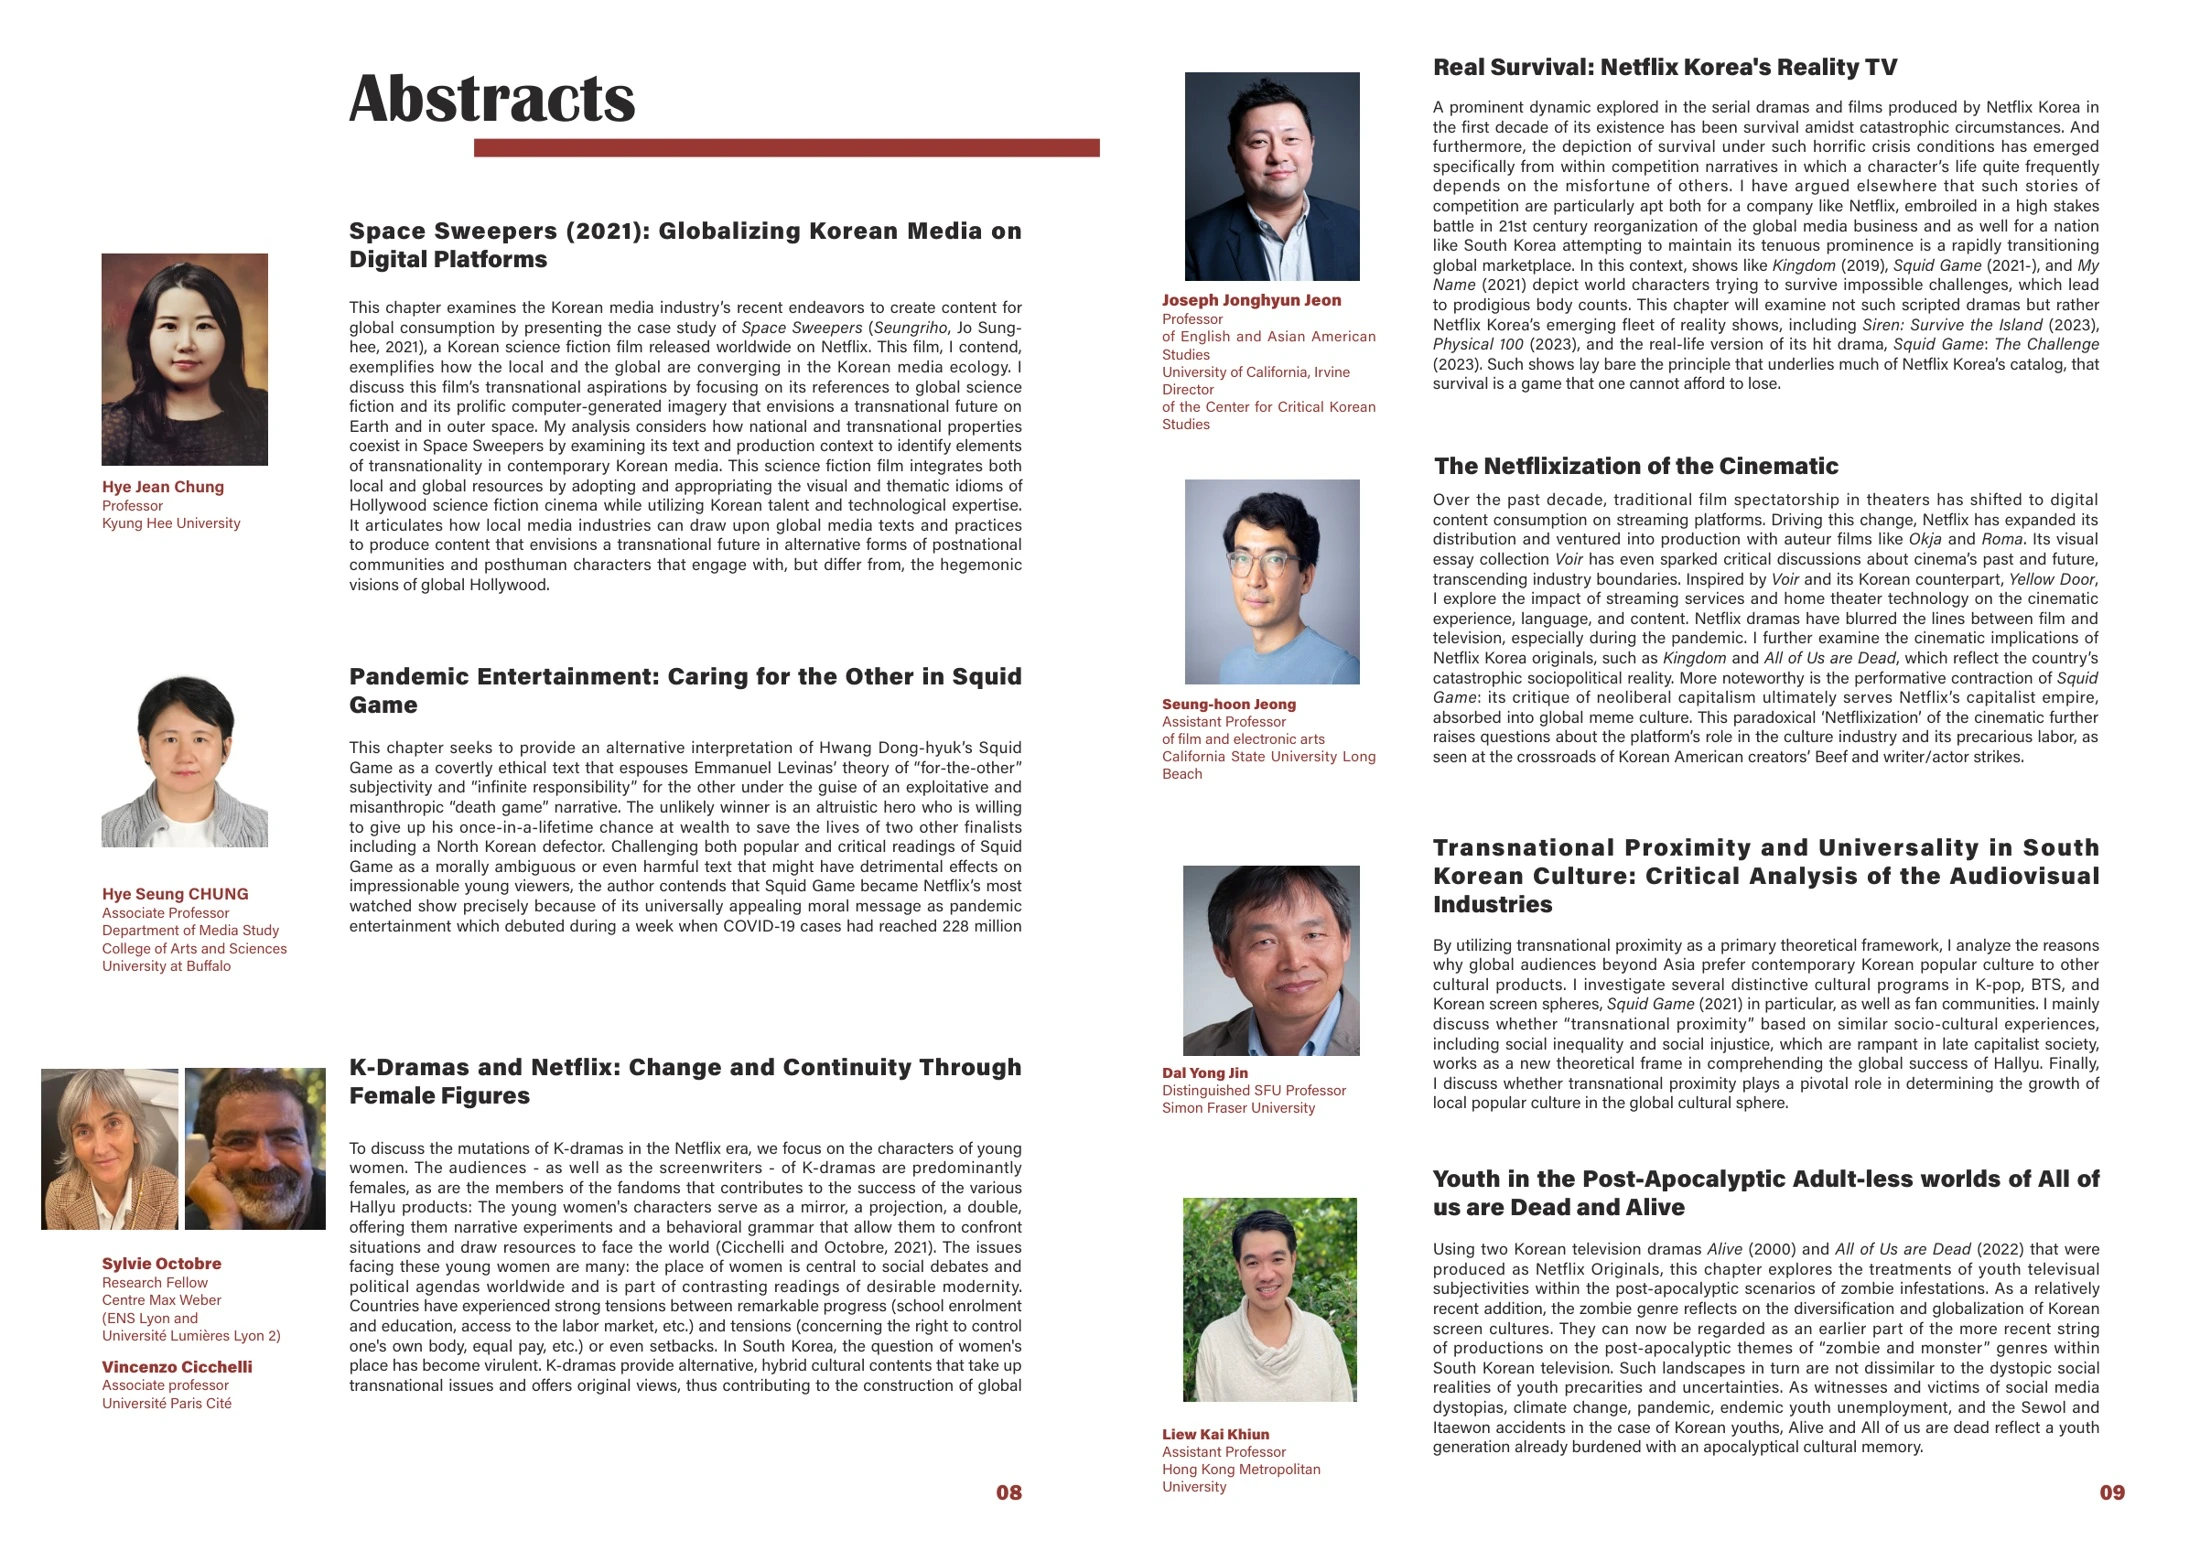 Abstracts
Hye Jean Chung
Professor
Kyung Hee University
Space Sweepers (2021): Globalizing Korean Media on
Digital Platforms
This chapter examines the Korean media industry’s recent endeavors to create content for
global consumption by presenting the case study of Space Sweepers (Seungriho, Jo Sung-
hee, 2021), a Korean science fiction film released worldwide on Netflix. This film, I contend,
exemplifies how the local and the global are converging in the Korean media ecology. I
discuss this film’s transnational aspirations by focusing on its references to global science
fiction and its prolific computer-generated imagery that envisions a transnational future on
Earth and in outer space. My analysis considers how national and transnational properties
coexist in Space Sweepers by examining its text and production context to identify elements
of transnationality in contemporary Korean media. This science fiction film integrates both
local and global resources by adopting and appropriating the visual and thematic idioms of
Hollywood science fiction cinema while utilizing Korean talent and technological expertise.
It articulates how local media industries can draw upon global media texts and practices
to produce content that envisions a transnational future in alternative forms of postnational
communities and posthuman characters that engage with, but differ from, the hegemonic
visions of global Hollywood.
Hye Seung CHUNG
Associate Professor
Department of Media Study
College of Arts and Sciences
University at Buffalo
Pandemic Entertainment: Caring for the Other in Squid
Game
This chapter seeks to provide an alternative interpretation of Hwang Dong-hyuk’s Squid
Game as a covertly ethical text that espouses Emmanuel Levinas’ theory of “for-the-other”
subjectivity and “infinite responsibility” for the other under the guise of an exploitative and
misanthropic “death game” narrative. The unlikely winner is an altruistic hero who is willing
to give up his once-in-a-lifetime chance at wealth to save the lives of two other finalists
including a North Korean defector. Challenging both popular and critical readings of Squid
Game as a morally ambiguous or even harmful text that might have detrimental effects on
impressionable young viewers, the author contends that Squid Game became Netflix’s most
watched show precisely because of its universally appealing moral message as pandemic
entertainment which debuted during a week when COVID-19 cases had reached 228 million
Sylvie Octobre
Research Fellow
Centre Max Weber
(ENS Lyon and
Université Lumières Lyon 2)
Vincenzo Cicchelli
Associate professor
Université Paris Cité
K-Dramas and Netflix: Change and Continuity Through
Female Figures
To discuss the mutations of K-dramas in the Netflix era, we focus on the characters of young
women. The audiences - as well as the screenwriters - of K-dramas are predominantly
females, as are the members of the fandoms that contributes to the success of the various
Hallyu products: The young women's characters serve as a mirror, a projection, a double,
offering them narrative experiments and a behavioral grammar that allow them to confront
situations and draw resources to face the world (Cicchelli and Octobre, 2021). The issues
facing these young women are many: the place of women is central to social debates and
political agendas worldwide and is part of contrasting readings of desirable modernity.
Countries have experienced strong tensions between remarkable progress (school enrolment
and education, access to the labor market, etc.) and tensions (concerning the right to control
one's own body, equal pay, etc.) or even setbacks. In South Korea, the question of women's
place has become virulent. K-dramas provide alternative, hybrid cultural contents that take up
transnational issues and offers original views, thus contributing to the construction of global
08
Joseph Jonghyun Jeon
Professor
of English and Asian American
Studies
University of California, Irvine
Director
of the Center for Critical Korean
Studies
Real Survival: Netflix Korea's Reality TV
A prominent dynamic explored in the serial dramas and films produced by Netflix Korea in
the first decade of its existence has been survival amidst catastrophic circumstances. And
furthermore, the depiction of survival under such horrific crisis conditions has emerged
specifically from within competition narratives in which a character’s life quite frequently
depends on the misfortune of others. I have argued elsewhere that such stories of
competition are particularly apt both for a company like Netflix, embroiled in a high stakes
battle in 21st century reorganization of the global media business and as well for a nation
like South Korea attempting to maintain its tenuous prominence is a rapidly transitioning
global marketplace. In this context, shows like Kingdom (2019), Squid Game (2021-), and My
Name (2021) depict world characters trying to survive impossible challenges, which lead
to prodigious body counts. This chapter will examine not such scripted dramas but rather
Netflix Korea’s emerging fleet of reality shows, including Siren: Survive the Island (2023),
Physical 100 (2023), and the real-life version of its hit drama, Squid Game: The Challenge
(2023). Such shows lay bare the principle that underlies much of Netflix Korea’s catalog, that
survival is a game that one cannot afford to lose.
Seung-hoon Jeong
Assistant Professor
of film and electronic arts
California State University Long
Beach
The Netflixization of the Cinematic
Over the past decade, traditional film spectatorship in theaters has shifted to digital
content consumption on streaming platforms. Driving this change, Netflix has expanded its
distribution and ventured into production with auteur films like Okja and Roma. Its visual
essay collection Voir has even sparked critical discussions about cinema’s past and future,
transcending industry boundaries. Inspired by Voir and its Korean counterpart, Yellow Door,
I explore the impact of streaming services and home theater technology on the cinematic
experience, language, and content. Netflix dramas have blurred the lines between film and
television, especially during the pandemic. I further examine the cinematic implications of
Netflix Korea originals, such as Kingdom and All of Us are Dead, which reflect the country’s
catastrophic sociopolitical reality. More noteworthy is the performative contraction of Squid
Game: its critique of neoliberal capitalism ultimately serves Netflix’s capitalist empire,
absorbed into global meme culture. This paradoxical ‘Netflixization’ of the cinematic further
raises questions about the platform’s role in the culture industry and its precarious labor, as
seen at the crossroads of Korean American creators’ Beef and writer/actor strikes.
Dal Yong Jin
Distinguished SFU Professor
Simon Fraser University
Transnational Proximity and Universality in South
Korean Culture: Critical Analysis of the Audiovisual
Industries
By utilizing transnational proximity as a primary theoretical framework, I analyze the reasons
why global audiences beyond Asia prefer contemporary Korean popular culture to other
cultural products. I investigate several distinctive cultural programs in K-pop, BTS, and
Korean screen spheres, Squid Game (2021) in particular, as well as fan communities. I mainly
discuss whether “transnational proximity” based on similar socio-cultural experiences,
including social inequality and social injustice, which are rampant in late capitalist society,
works as a new theoretical frame in comprehending the global success of Hallyu. Finally,
I discuss whether transnational proximity plays a pivotal role in determining the growth of
local popular culture in the global cultural sphere.
Liew Kai Khiun
Assistant Professor
Hong Kong Metropolitan
University
Youth in the Post-Apocalyptic Adult-less worlds of All of
us are Dead and Alive
Using two Korean television dramas Alive (2000) and All of Us are Dead (2022) that were
produced as Netflix Originals, this chapter explores the treatments of youth televisual
subjectivities within the post-apocalyptic scenarios of zombie infestations. As a relatively
recent addition, the zombie genre reflects on the diversification and globalization of Korean
screen cultures. They can now be regarded as an earlier part of the more recent string
of productions on the post-apocalyptic themes of “zombie and monster” genres within
South Korean television. Such landscapes in turn are not dissimilar to the dystopic social
realities of youth precarities and uncertainties. As witnesses and victims of social media
dystopias, climate change, pandemic, endemic youth unemployment, and the Sewol and
Itaewon accidents in the case of Korean youths, Alive and All of us are dead reflect a youth
generation already burdened with an apocalyptical cultural memory.
09